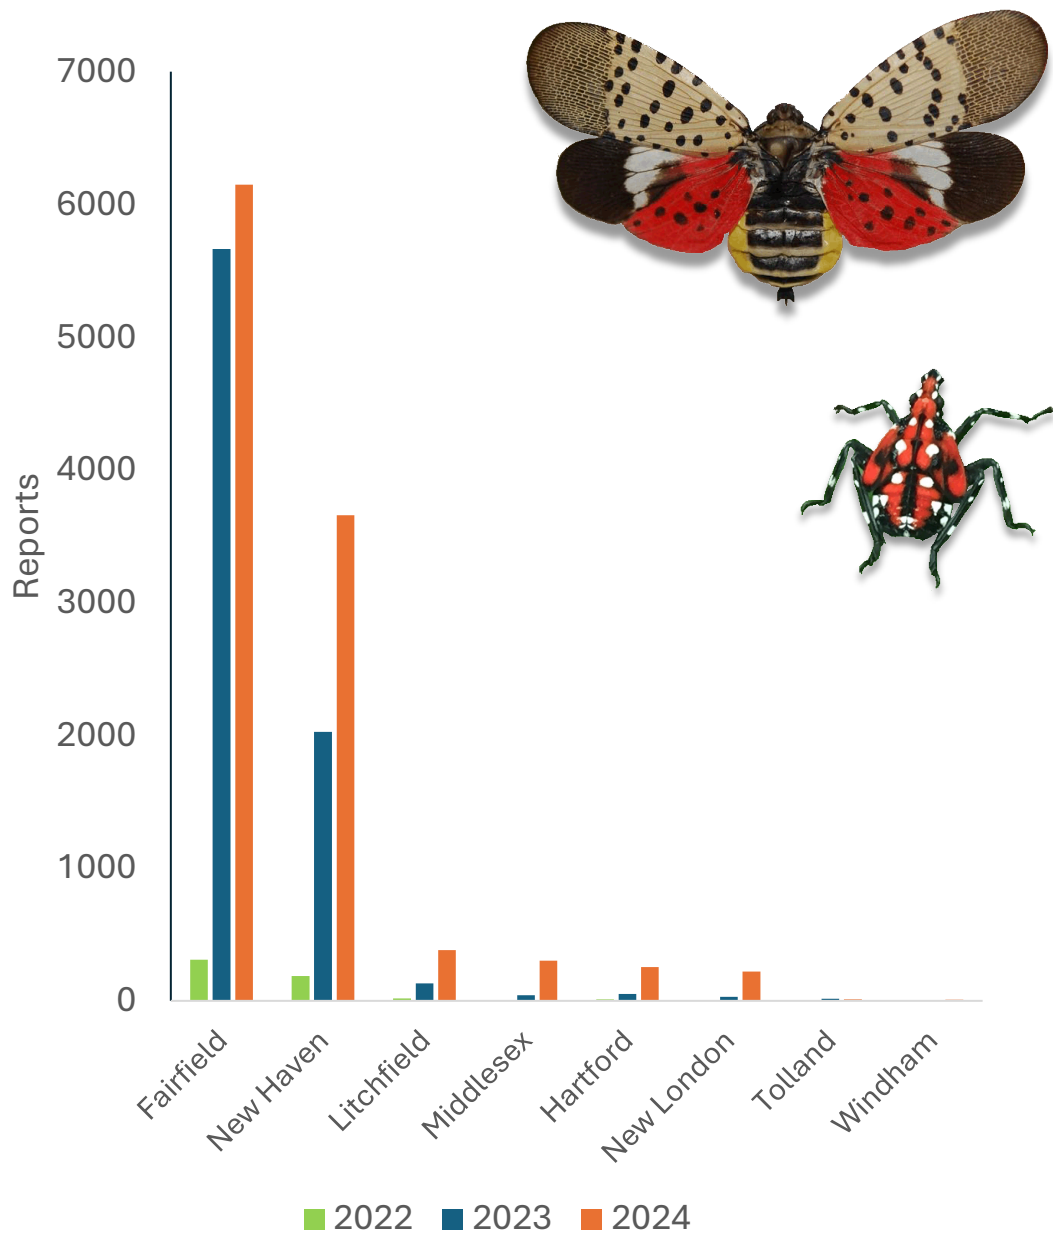 7000
6000
5000
4000
3000
2000
1000
0
Reports
Fairfield
New Haven
Litchfield
Middlesex
Hartford
New London
Tolland
Windham
2022 2023 2024